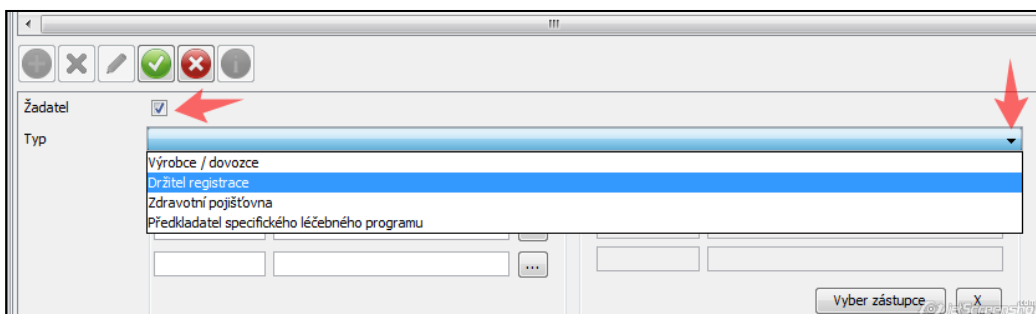 Žadatel
Typ
Výrobce / dovozce
Držitel registrace
Zdravotní pojišťovna
Předkladatel specifického léčebného programu
...
Vyber zástupce
X